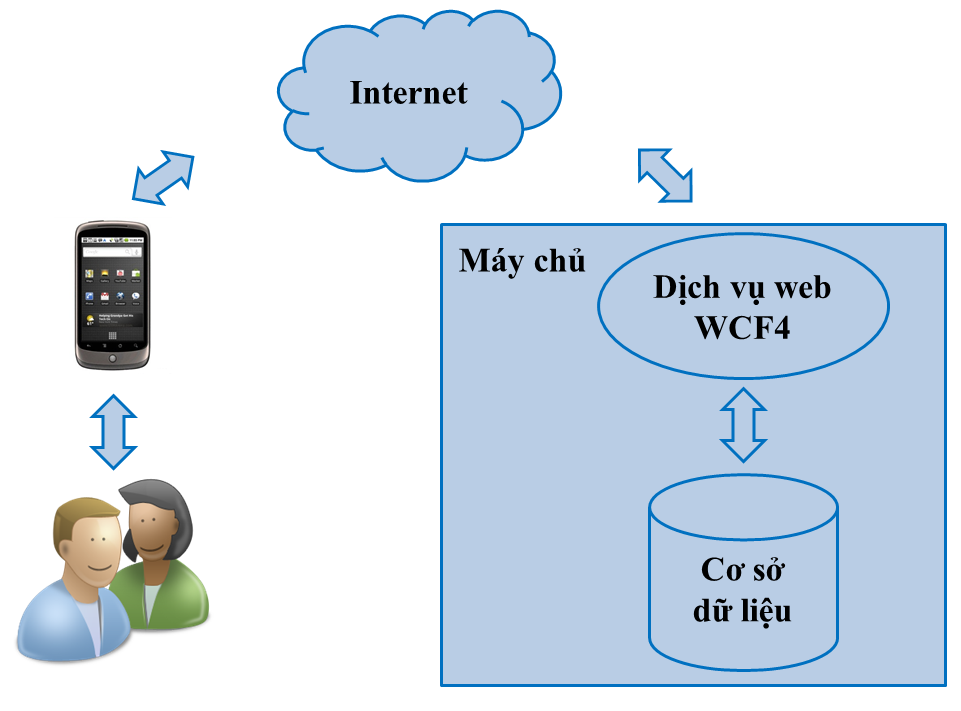 Internet
Máy chủ
Dịch vụ web
WCF4
Cơ sở
dữ liệu